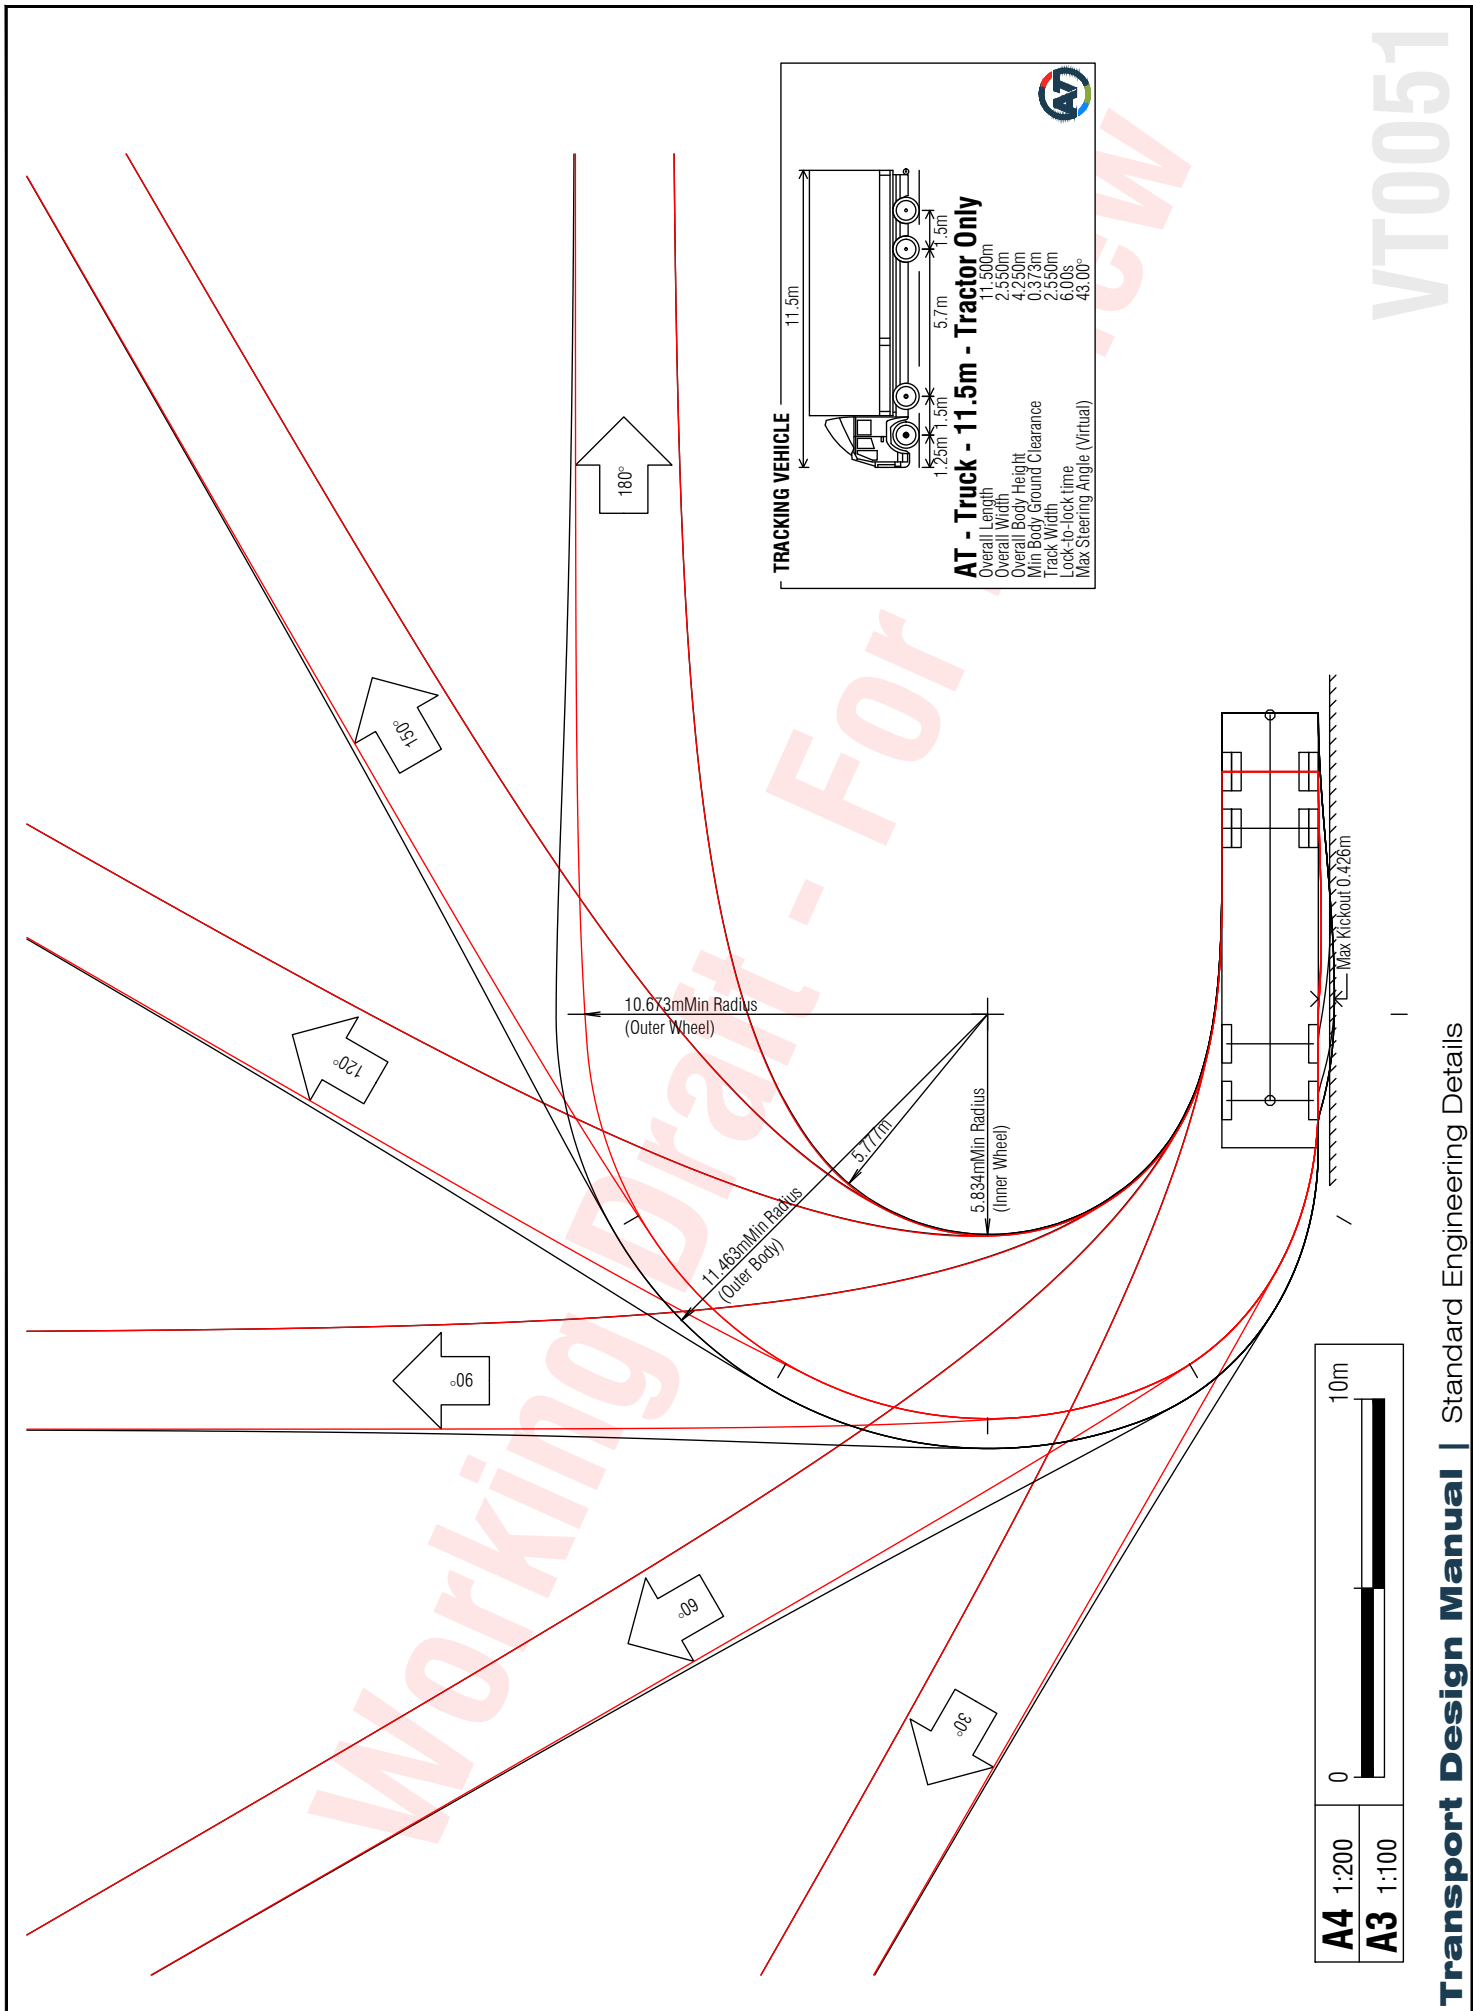 Working Draft - For
ew
VT0051
TRACKING VEHICLE
11.5m
1.25m
1.5m
5.7m
1.5m
AT - Truck - 11.5m - Tractor Only
Overall Length 11.500m
Overall Width 2.550m
Overall Body Height 4.250m
Min Body Ground Clearance 0.373m
Track Width 2.550m
Lock-to-lock time 6.00s
Max Steering Angle (Virtual) 43.00°
AT
30°
60°
90°
120°
150°
180°
10.673mMin Radius
(Outer Wheel)
11.463mMin Radius
(Outer Body)
5.777m
5.834mMin Radius
(Inner Wheel)
Max Kickout 0.426m
A4 1:200
A3 1:100
0
10m
Transport Design Manual | Standard Engineering Details